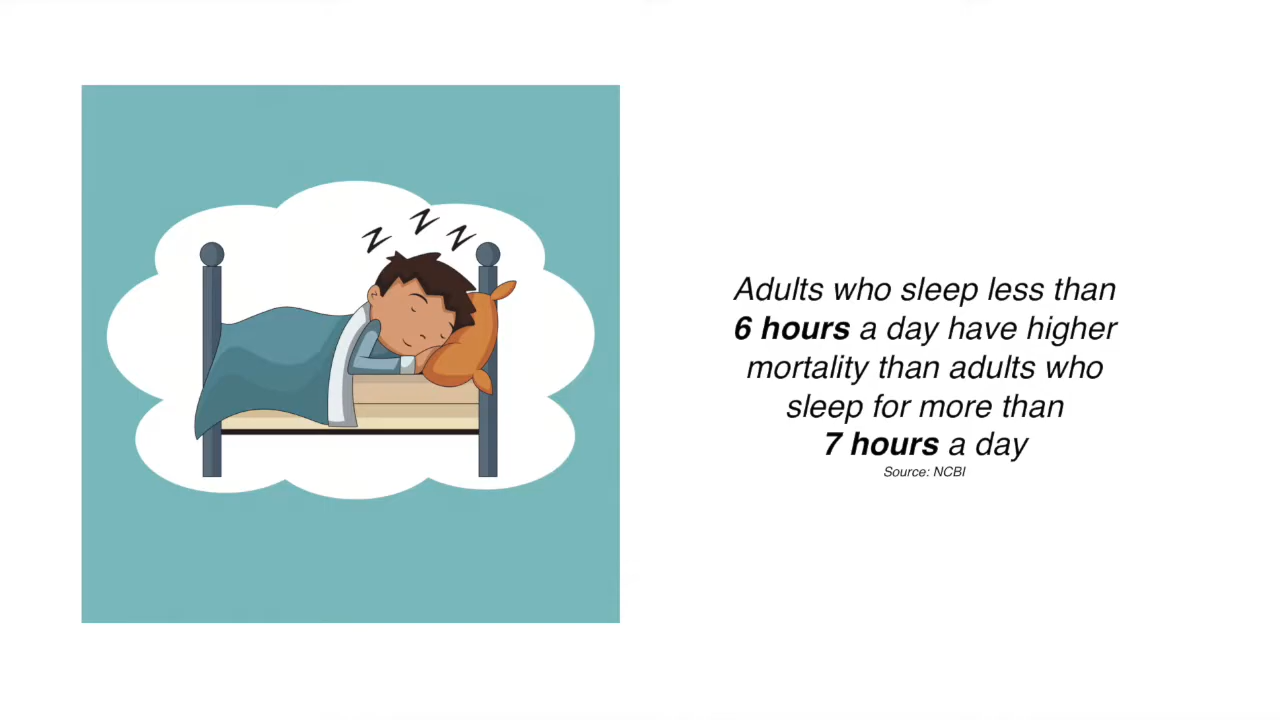 Z Z Z
Adults who sleep less than
6 hours a day have higher
mortality than adults who
sleep for more than
7 hours a day
Source: NCBI